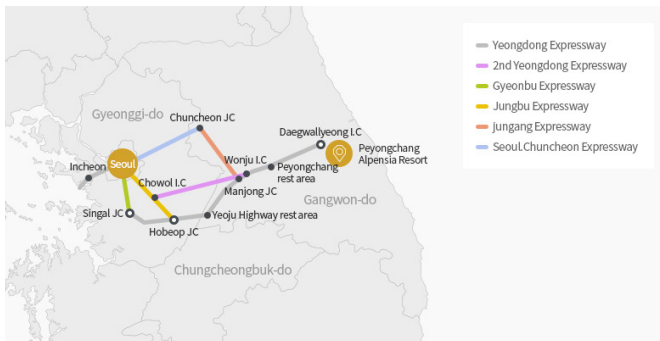 Yeongdong Expressway
2nd Yeongdong Expressway
Gyeonbu Expressway
Jungbu Expressway
jungang Expressway
Seoul.Chuncheon Expressway
Gyeonggi-do
Chuncheon JC
Daegwallyeong I.C
Peyongchang
Alpensia Resort
Wonju I.C
Peyongchang
rest area
Incheon
Seoul
Chowol I.C
Manjong JC
Gangwon-do
Singal JC
Yeoju Highway rest area
Hobeop JC
Chungcheongbuk-do